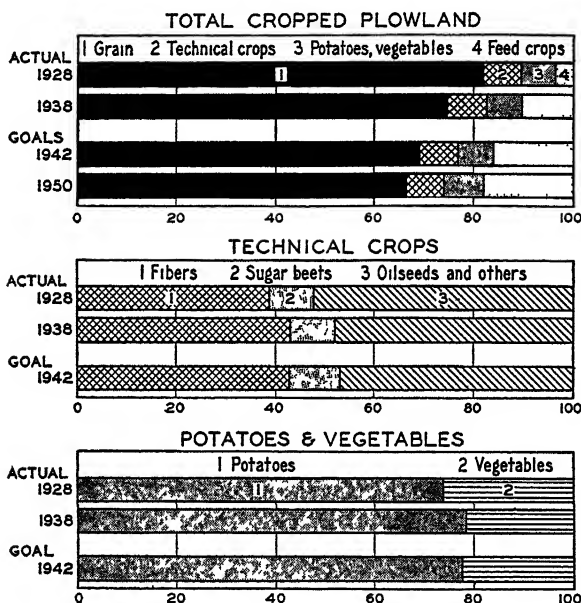 TOTAL CROPPED PLOWLAND
1 Grain 2 Technical crops 3 Potatoes, vegetables 4 Feed crops
ACTUAL
1928 1 2 3 4
1938
GOALS
1942
1950
0 20 40 60 80 100
TECHNICAL CROPS
1 Fibers 2 Sugar beets 3 Oilseeds and others
ACTUAL
1928 1 2 3
1938
GOAL
1942
0 20 40 60 80 100
POTATOES & VEGETABLES
1 Potatoes 2 Vegetables
ACTUAL
1928 1 2
1938
GOAL
1942
0 20 40 60 80 100